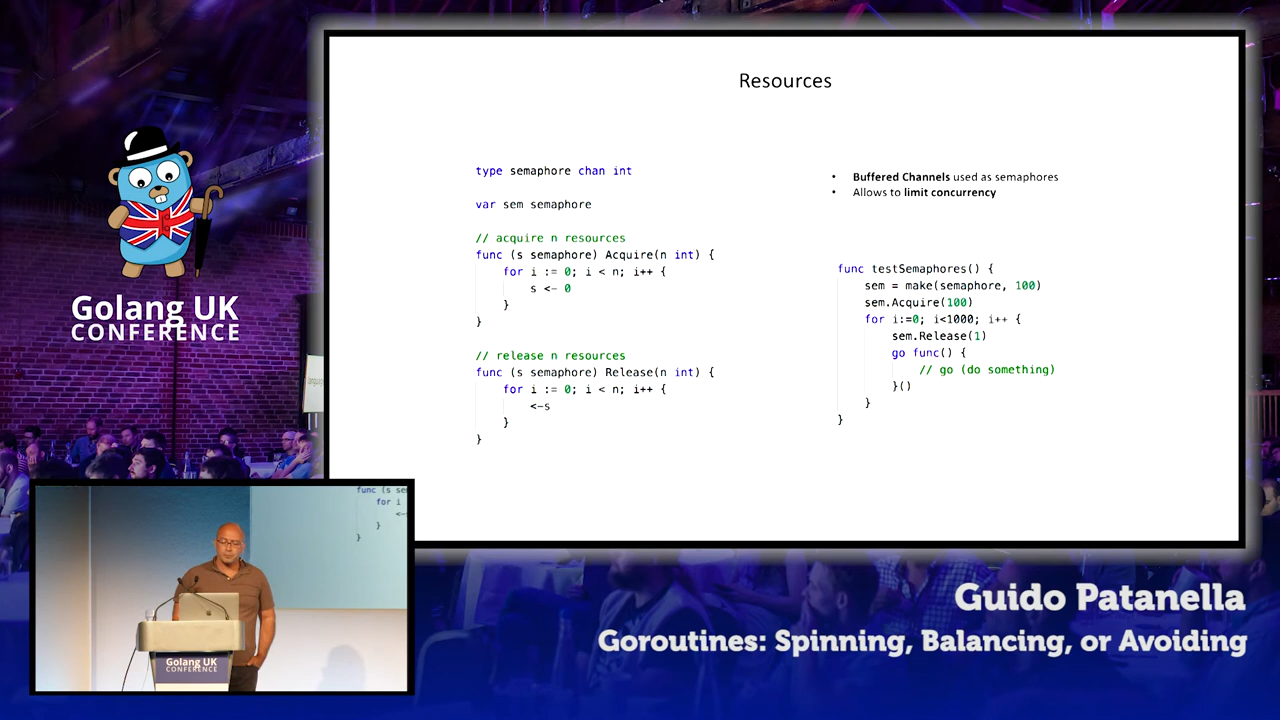 Resources
type semaphore chan int
var sem semaphore
// acquire n resources
func (s semaphore) Acquire(n int) {
for i := 0; i < n; i++ {
s <- 0
}
}
// release n resources
func (s semaphore) Release(n int) {
for i := 0; i < n; i++ {
<-s
}
}
• Buffered Channels used as semaphores
• Allows to limit concurrency
func testSemaphores() {
sem = make(semaphore, 100)
sem.Acquire(100)
for i:=0; i<1000; i++ {
sem.Release(1)
go func() {
// go (do something)
}()
}
}
Golang UK
CONFERENCE
func (s se
for i
<-
}
}
Golang UK
CONFERENCE
Guido Patanella
Goroutines: Spinning, Balancing, or Avoiding